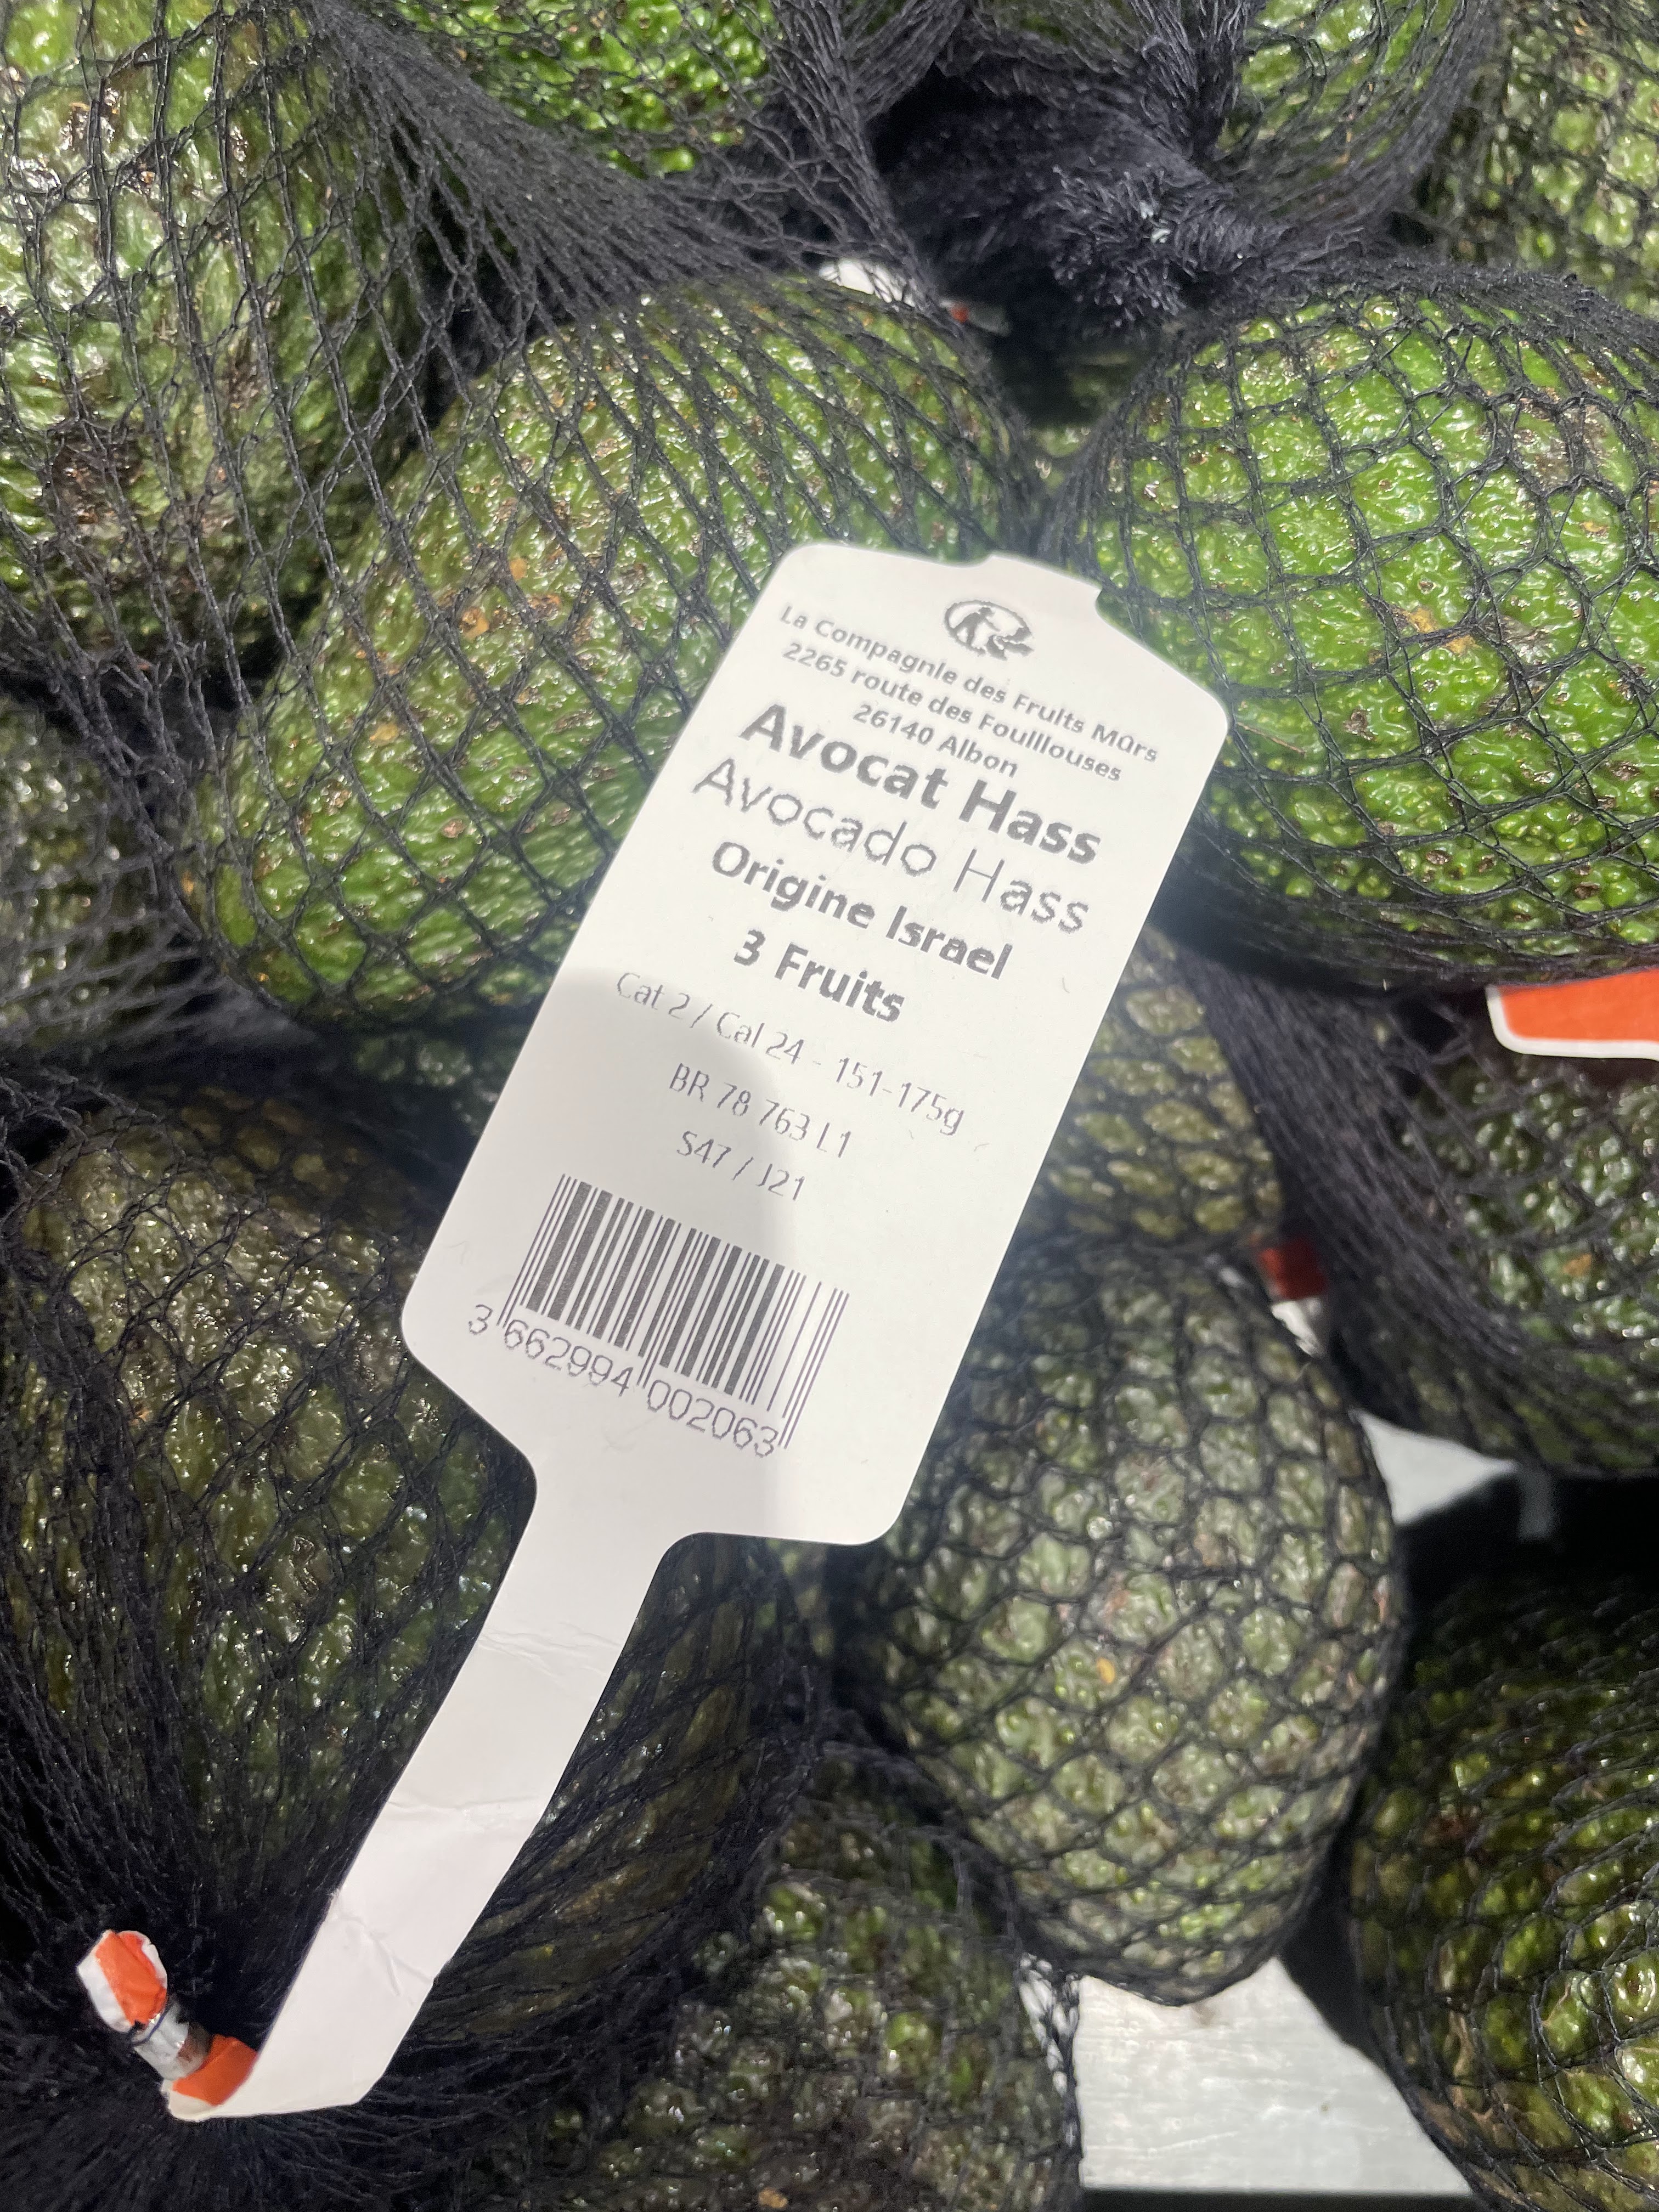 La Compagnie des Fruits Mûrs
2265 route des Fouillouses
26140 Albon
Avocat Hass
Avocado Hass
Origine Israel
3 Fruits
Cat 2 / Cal 24 - 151-175g
BR 78 763 L1
S47 / J21
3 662994 002063